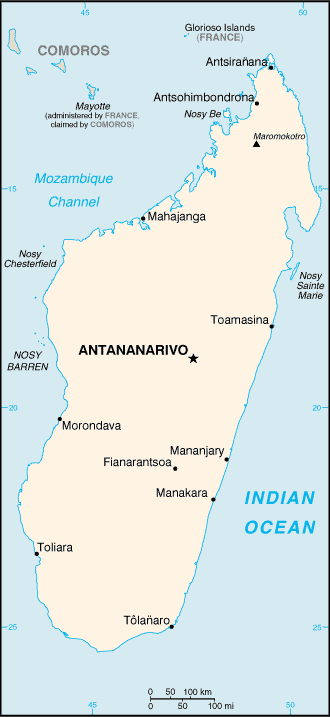 45
50
Glorioso Islands
(FRANCE)
COMOROS
Antsirañana
Mayotte
(administered by FRANCE,
claimed by COMOROS)
Antsohimbondrona
Nosy Be
Maromokotro
Mozambique
Channel
15
15
Mahajanga
Nosy
Chesterfield
Nosy
Sainte
Marie
Toamasina
ANTANANARIVO
NOSY
BARREN
20
20
Morondava
Mananjary
Fianarantsoa
Manakara
INDIAN
OCEAN
Toliara
Tôlañaro
25
25
0 50 100 km
0 50 100 mi
45
50